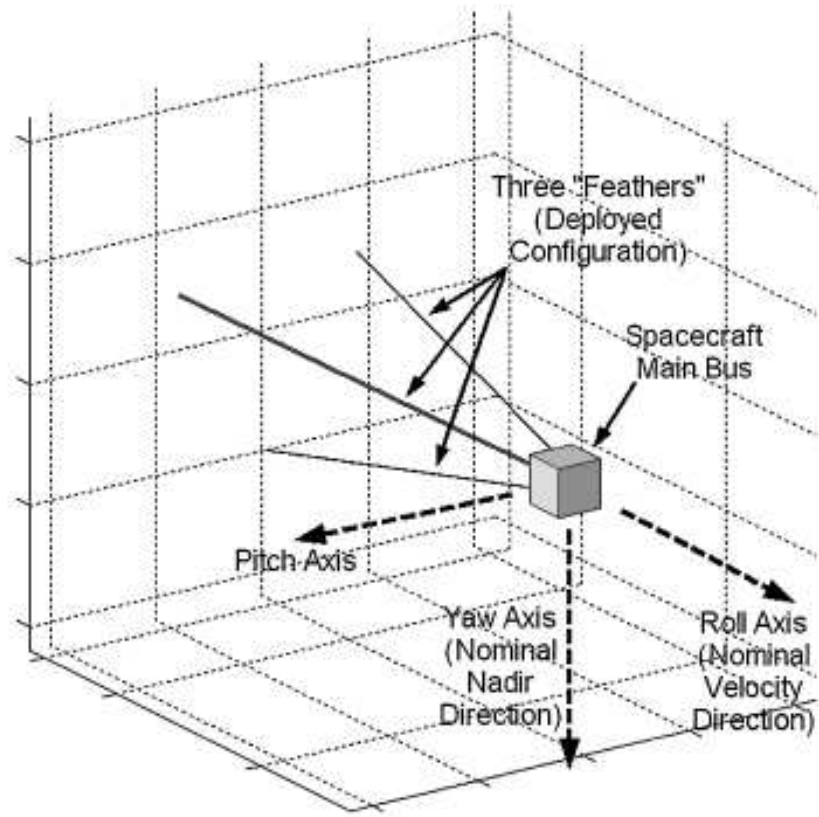 Three "Feathers"
(Deployed
Configuration)
Spacecraft
Main Bus
Pitch Axis
Yaw Axis
(Nominal
Nadir
Direction)
Roll Axis
(Nominal
Velocity
Direction)